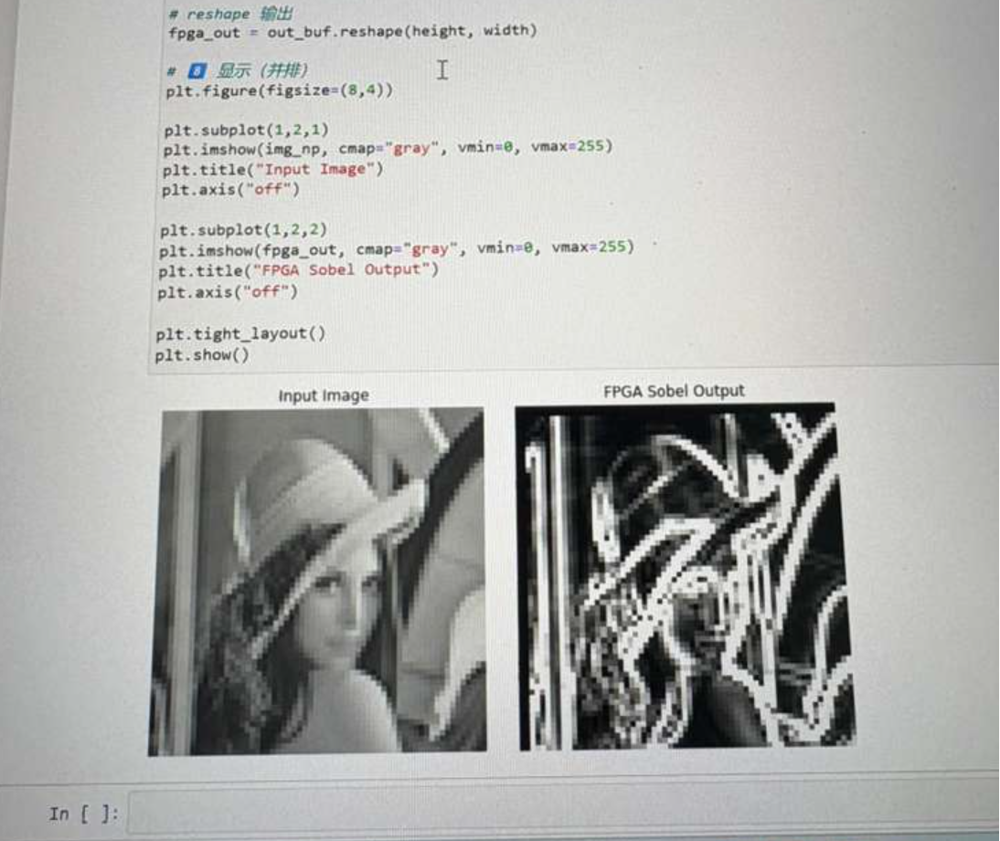 # reshape 输出
fpga_out = out_buf.reshape(height, width)
# 8 显示 (并排)
plt.figure(figsize=(8,4))
plt.subplot(1,2,1)
plt.imshow(img_np, cmap="gray", vmin=0, vmax=255)
plt.title("Input Image")
plt.axis("off")
plt.subplot(1,2,2)
plt.imshow(fpga_out, cmap="gray", vmin=0, vmax=255)
plt.title("FPGA Sobel Output")
plt.axis("off")
plt.tight_layout()
plt.show()
Input Image
FPGA Sobel Output
In [ ]: